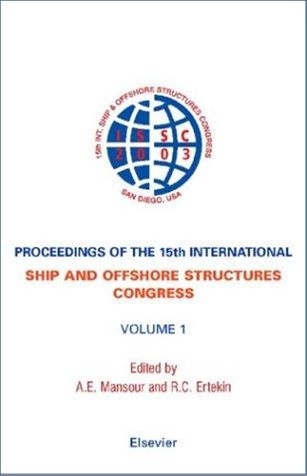 15th INT. SHIP & OFFSHORE STRUCTURES CONGRESS
ISSC
2003
SAN DIEGO, USA
PROCEEDINGS OF THE 15th INTERNATIONAL
SHIP AND OFFSHORE STRUCTURES
CONGRESS
VOLUME 1
Edited by
A.E. Mansour and R.C. Ertekin
Elsevier